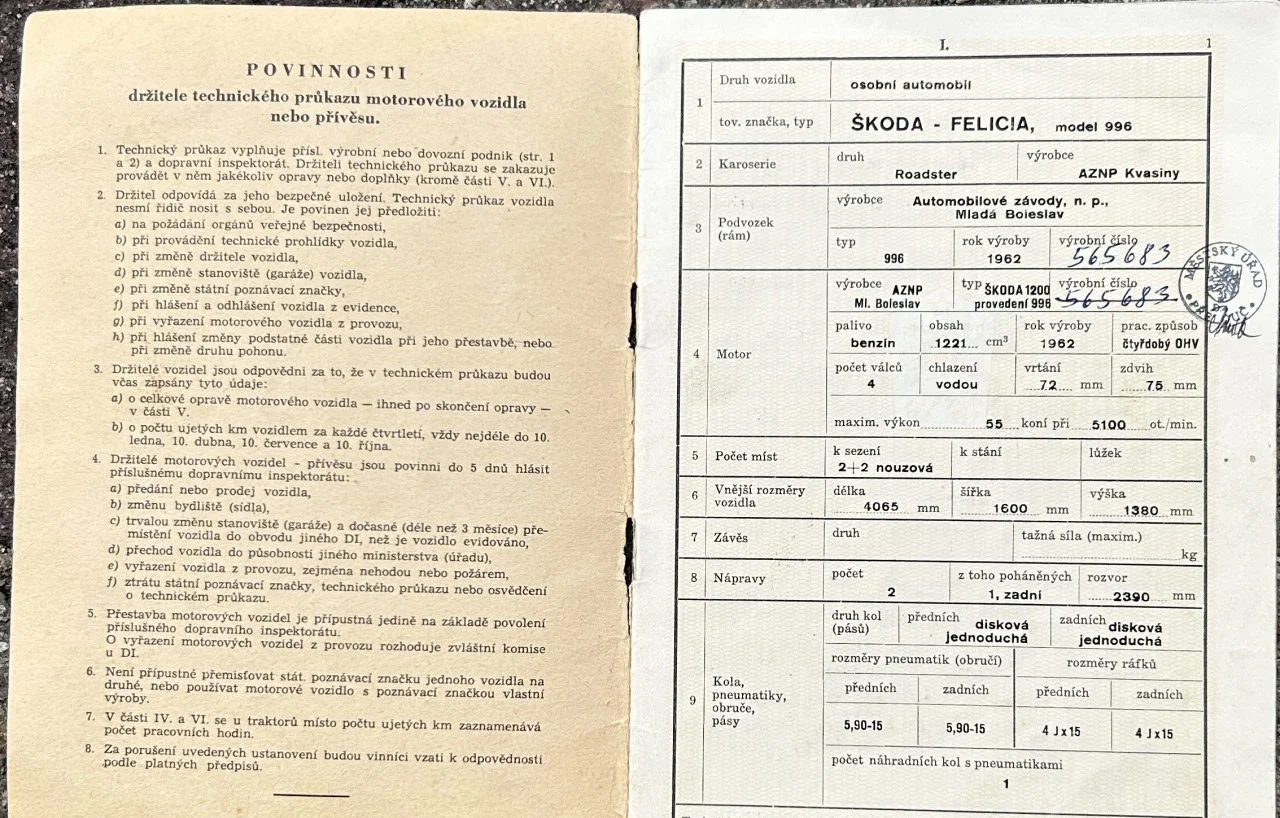 POVINNOSTI
držitele technického průkazu motorového vozidla
nebo přívěsu.
1. Technický průkaz vyplňuje přísl. výrobní nebo dovozní podnik (str. 1
a 2) a dopravní inspektorát. Držiteli technického průkazu se zakazuje
provádět v něm jakékoliv opravy nebo doplňky (kromě části V. a VI.).
2. Držitel odpovídá za jeho bezpečné uložení. Technický průkaz vozidla
nesmí řidič nosit s sebou. Je povinen jej předložiti:
a) na požádání orgánů veřejné bezpečnosti,
b) při provádění technické prohlídky vozidla,
c) při změně držitele vozidla,
d) při změně stanoviště (garáže) vozidla,
e) při změně státní poznávací značky,
f) při hlášení a odhlášení vozidla z evidence,
g) při vyřazení motorového vozidla z provozu,
h) při hlášení změny podstatné části vozidla při jeho přestavbě, nebo
při změně druhu pohonu.
3. Držitelé vozidel jsou odpovědni za to, že v technickém průkazu budou
včas zapsány tyto údaje:
a) o celkové opravě motorového vozidla — ihned po skončení opravy —
v části V.
b) o počtu ujetých km vozidlem za každé čtvrtletí, vždy nejdéle do 10.
ledna, 10. dubna, 10. července a 10. října.
4. Držitelé motorových vozidel - přívěsu jsou povinni do 5 dnů hlásit
příslušnému dopravnímu inspektorátu:
a) předání nebo prodej vozidla,
b) změnu bydliště (sídla),
c) trvalou změnu stanoviště (garáže) a dočasné (déle než 3 měsíce) pře-
místění vozidla do obvodu jiného DI, než je vozidlo evidováno,
d) přechod vozidla do působnosti jiného ministerstva (úřadu),
e) vyřazení vozidla z provozu, zejména nehodou nebo požárem,
f) ztrátu státní poznávací značky, technického průkazu nebo osvědčení
o technickém průkazu.
5. Přestavba motorových vozidel je přípustná jedině na základě povolení
příslušného dopravního inspektorátu.
O vyřazení motorových vozidel z provozu rozhoduje zvláštní komise
u DI.
6. Není přípustné přemisťovat stát. poznávací značku jednoho vozidla na
druhé, nebo používat motorové vozidlo s poznávací značkou vlastní
výroby.
7. V části IV. a VI. se u traktorů místo počtu ujetých km zaznamenává
počet pracovních hodin.
8. Za porušení uvedených ustanovení budou vinníci vzati k odpovědnosti
podle platných předpisů.
I. 1
1 Druh vozidla osobní automobil
tov. značka, typ ŠKODA - FELICIA, model 996
2 Karoserie druh Roadster výrobce AZNP Kvasiny
3 Podvozek (rám) výrobce Automobilové závody, n. p.,
Mladá Boleslav
typ rok výroby výrobní číslo
996 1962 565683
4 Motor výrobce AZNP typ ŠKODA 1200 výrobní číslo
Ml. Boleslav provedení 996 565683
palivo obsah rok výroby prac. způsob
benzin 1221 cm³ 1962 čtyřdobý OHV
počet válců chlazení vrtání zdvih
4 vodou 72 mm 75 mm
maxim. výkon 55 koní při 5100 ot./min.
5 Počet míst k sezení k stání lůžek
2+2 nouzová
6 Vnější rozměry vozidla délka šířka výška
4065 mm 1600 mm 1380 mm
7 Závěs druh tažná síla (maxim.)
kg
8 Nápravy počet z toho poháněných rozvor
2 1, zadní 2390 mm
9 Kola, pneumatiky, obruče, pásy
druh kol (pásů) předních disková jednoduchá zadních disková jednoduchá
rozměry pneumatik (obručí) rozměry ráfků
předních zadních předních zadních
5,90-15 5,90-15 4 J x 15 4 J x 15
počet náhradních kol s pneumatikami
1
MĚSTSKÝ ÚŘAD